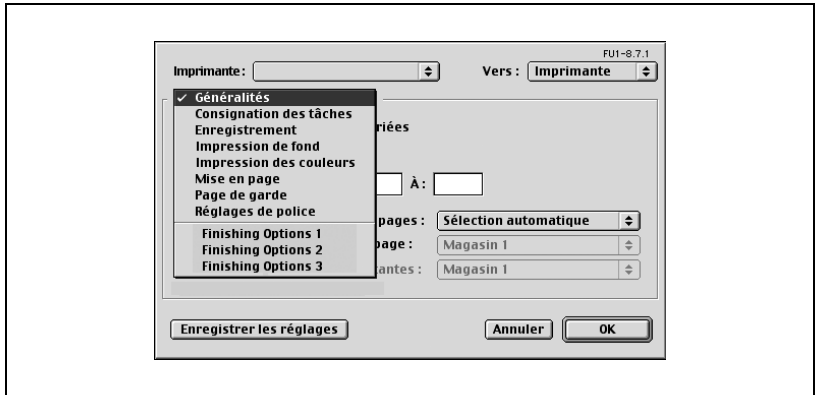 FU1-8.7.1
Imprimante : Vers : Imprimante
✓ Généralités
Consignation des tâches
Enregistrement riées
Impression de fond
Impression des couleurs
Mise en page À :
Page de garde
Réglages de police pages : Sélection automatique
Finishing Options 1
Finishing Options 2 page : Magasin 1
Finishing Options 3 antes : Magasin 1
Enregistrer les réglages Annuler OK